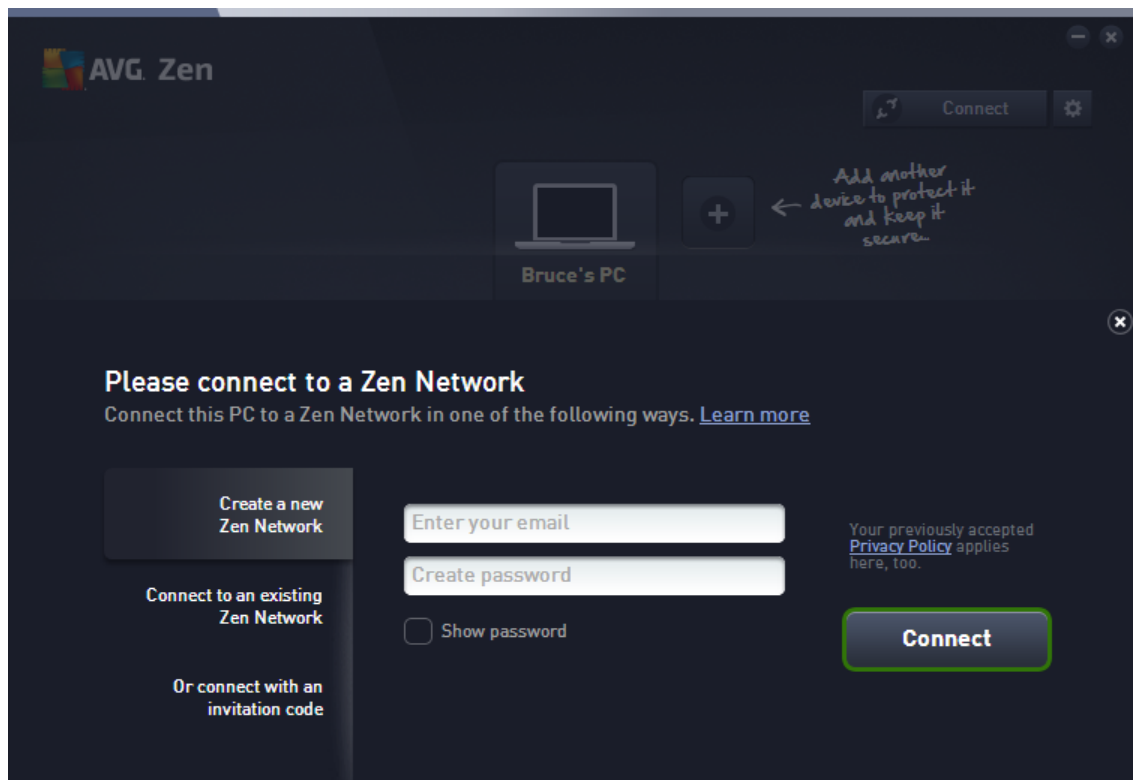 AVG. Zen
Connect
Add another
device to protect it
and keep it
secure...
Bruce's PC
Please connect to a Zen Network
Connect this PC to a Zen Network in one of the following ways. Learn more
Create a new
Zen Network
Connect to an existing
Zen Network
Or connect with an
invitation code
Enter your email
Create password
Show password
Your previously accepted
Privacy Policy applies
here, too.
Connect